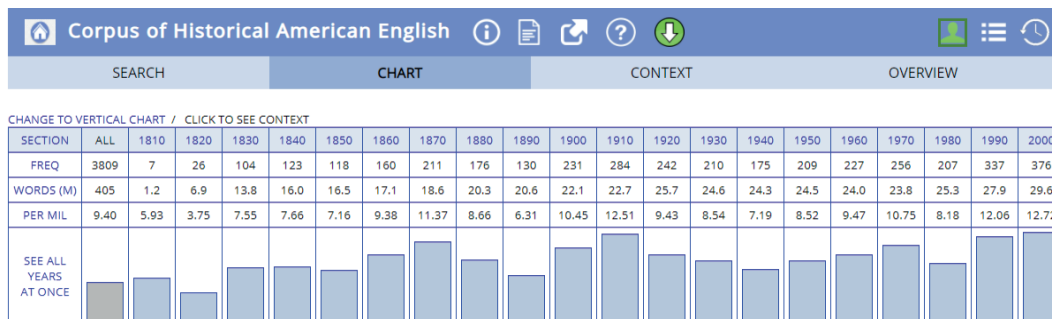 Corpus of Historical American English
SEARCH CHART CONTEXT OVERVIEW
CHANGE TO VERTICAL CHART / CLICK TO SEE CONTEXT
SECTION ALL 1810 1820 1830 1840 1850 1860 1870 1880 1890 1900 1910 1920 1930 1940 1950 1960 1970 1980 1990 2000
FREQ 3809 7 26 104 123 118 160 211 176 130 231 284 242 210 175 209 227 256 207 337 376
WORDS (M) 405 1.2 6.9 13.8 16.0 16.5 17.1 18.6 20.3 20.6 22.1 22.7 25.7 24.6 24.3 24.5 24.0 23.8 25.3 27.9 29.6
PER MIL 9.40 5.93 3.75 7.55 7.66 7.16 9.38 11.37 8.66 6.31 10.45 12.51 9.43 8.54 7.19 8.52 9.47 10.75 8.18 12.06 12.72
SEE ALL
YEARS
AT ONCE